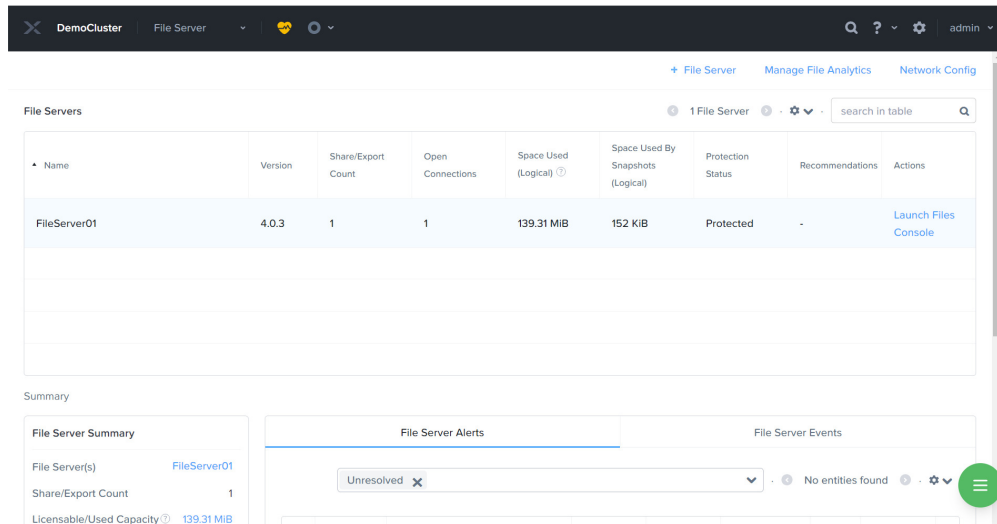 DemoCluster File Server admin
+ File Server Manage File Analytics Network Config
File Servers 1 File Server search in table
Name Version Share/Export Count Open Connections Space Used (Logical) Space Used By Snapshots (Logical) Protection Status Recommendations Actions
FileServer01 4.0.3 1 1 139.31 MiB 152 KiB Protected - Launch Files Console
Summary
File Server Summary
File Server(s) FileServer01
Share/Export Count 1
Licensable/Used Capacity 139.31 MiB
File Server Alerts File Server Events
Unresolved No entities found